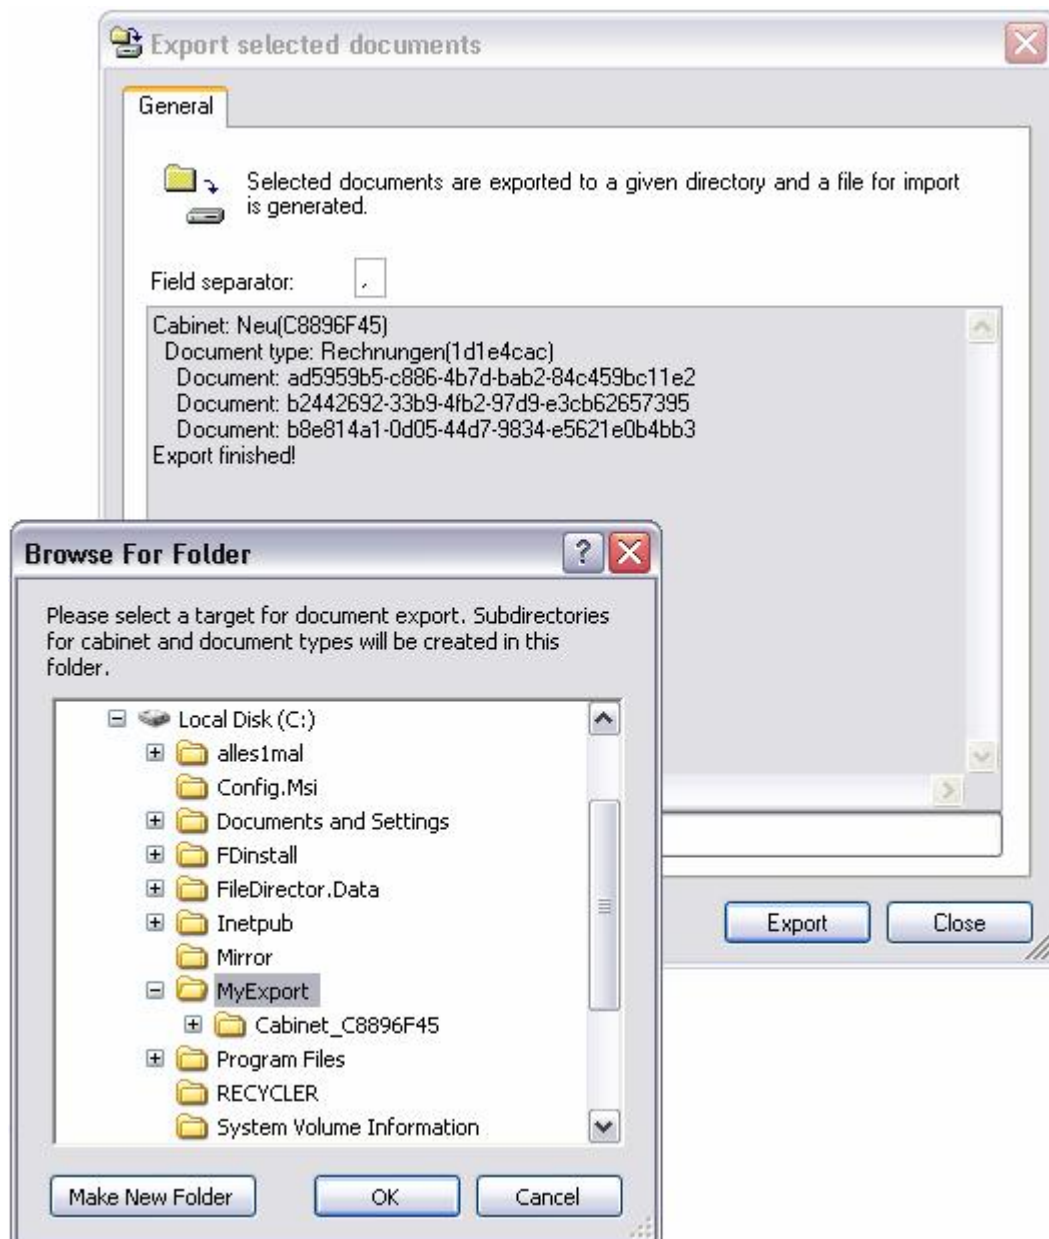 Export selected documents
General
Selected documents are exported to a given directory and a file for import
is generated.
Field separator: ,
Cabinet: Neu(C8896F45)
Document type: Rechnungen(1d1e4cac)
Document: ad5959b5-c886-4b7d-bab2-84c459bc11e2
Document: b2442692-33b9-4fb2-97d9-e3cb62657395
Document: b8e814a1-0d05-44d7-9834-e5621e0b4bb3
Export finished!
Export
Close
Browse For Folder
Please select a target for document export. Subdirectories
for cabinet and document types will be created in this
folder.
Local Disk (C:)
alles1mal
Config.Msi
Documents and Settings
FDinstall
FileDirector.Data
Inetpub
Mirror
MyExport
Cabinet_C8896F45
Program Files
RECYCLER
System Volume Information
Make New Folder
OK
Cancel